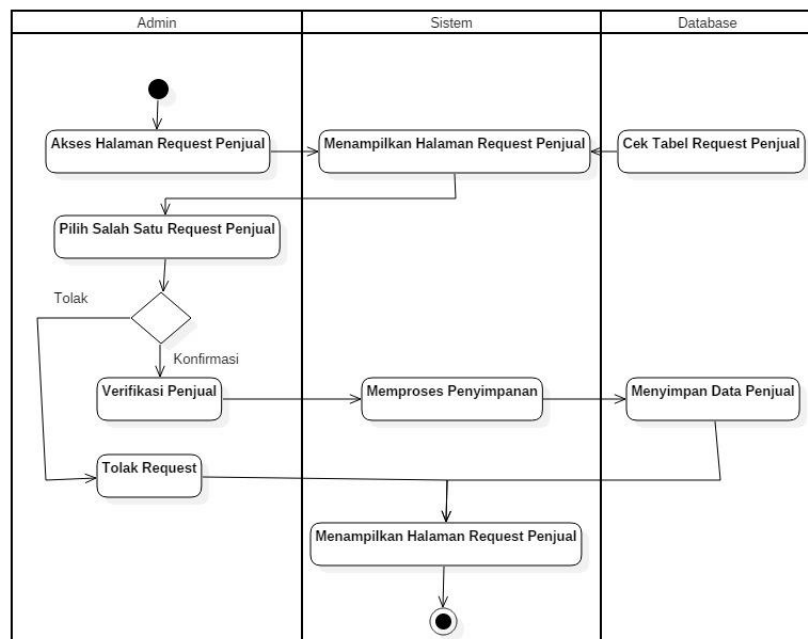 Admin
Sistem
Database
Akses Halaman Request Penjual
Menampilkan Halaman Request Penjual
Cek Tabel Request Penjual
Pilih Salah Satu Request Penjual
Tolak
Konfirmasi
Verifikasi Penjual
Memproses Penyimpanan
Menyimpan Data Penjual
Tolak Request
Menampilkan Halaman Request Penjual